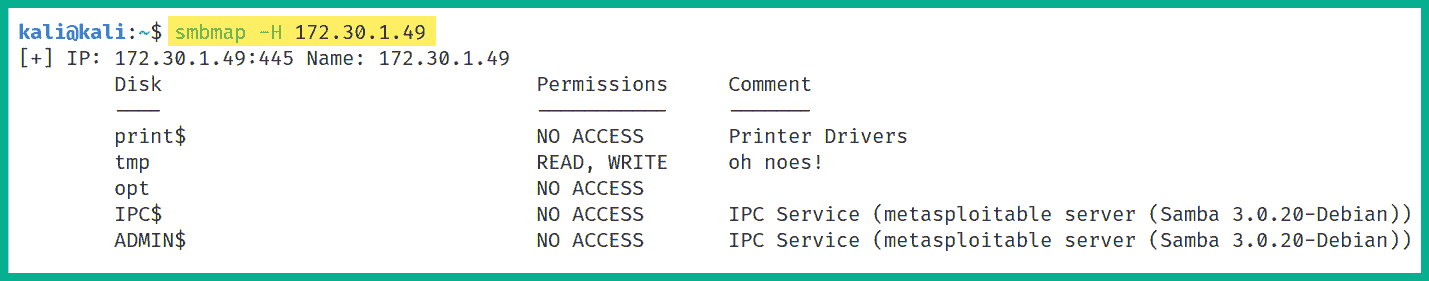 kali@kali:~$ smbmap -H 172.30.1.49
[+] IP: 172.30.1.49:445 Name: 172.30.1.49
Disk Permissions Comment
---- ----------- -------
print$ NO ACCESS Printer Drivers
tmp READ, WRITE oh noes!
opt NO ACCESS
IPC$ NO ACCESS IPC Service (metasploitable server (Samba 3.0.20-Debian))
ADMIN$ NO ACCESS IPC Service (metasploitable server (Samba 3.0.20-Debian))